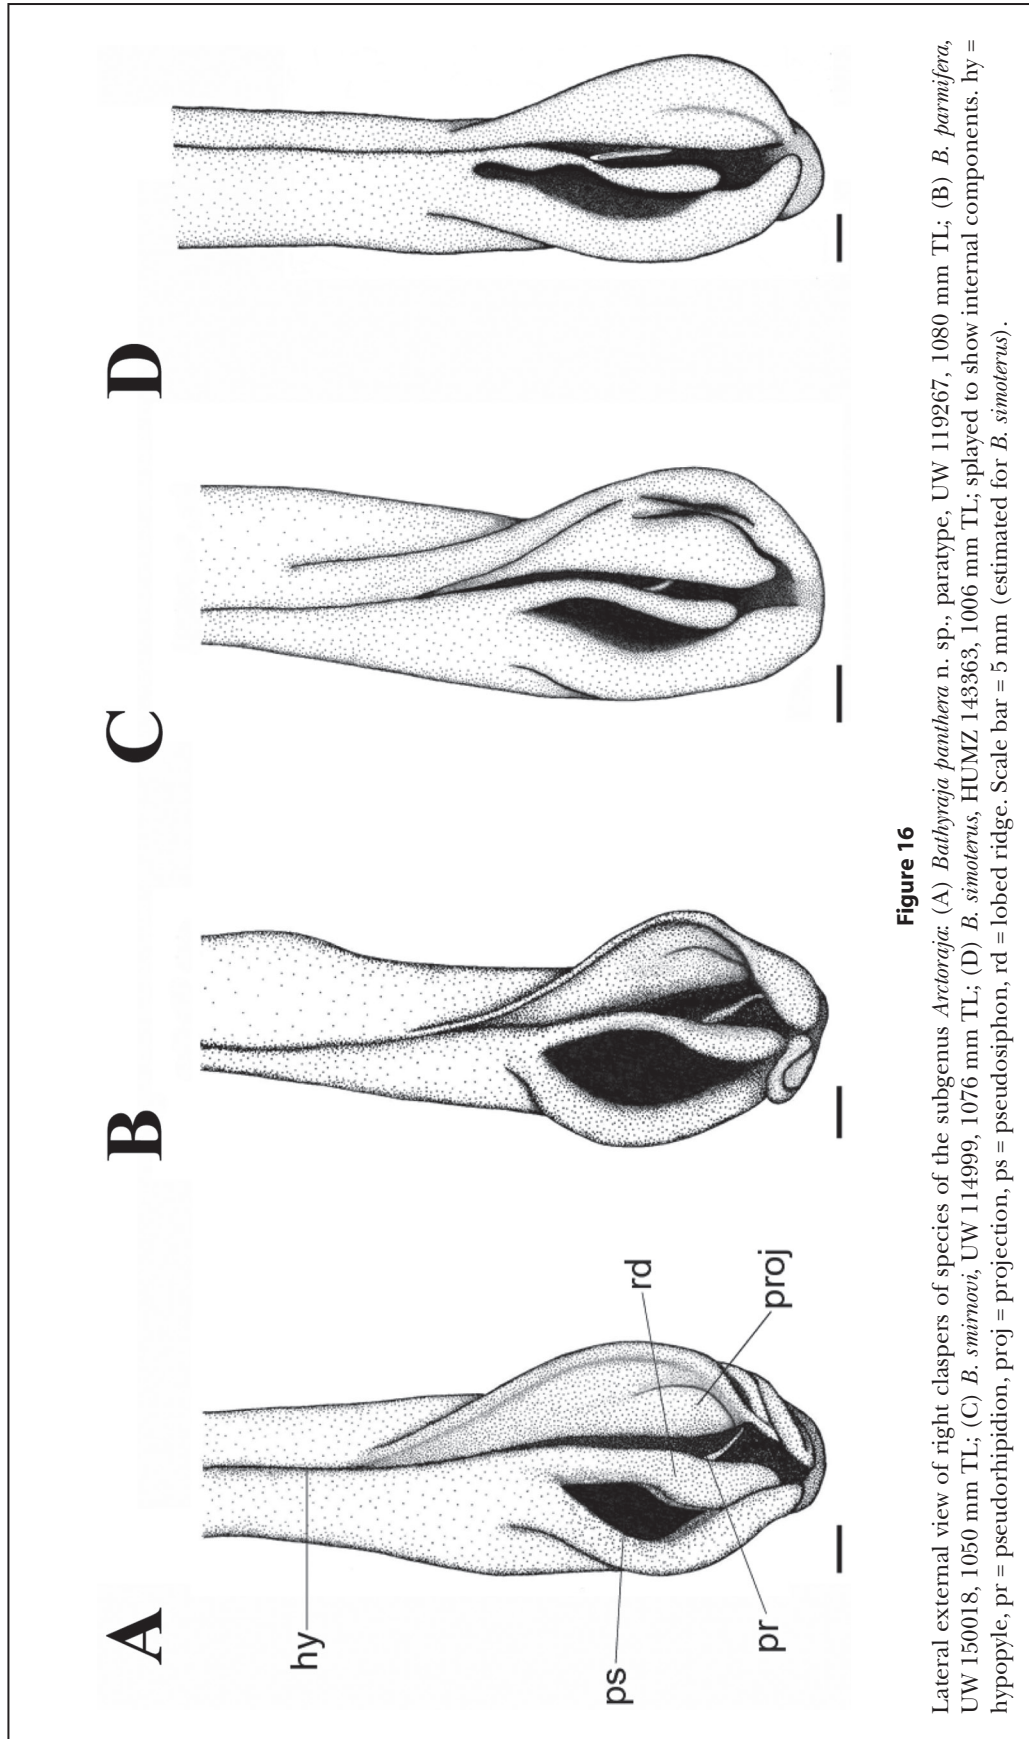 A
B
C
D
hy
ps
pr
rd
proj
Figure 16
Lateral external view of right claspers of species of the subgenus Arctoraja: (A) Bathyraja panthera n. sp., paratype, UW 119267, 1080 mm TL; (B) B. parmifera,
UW 150018, 1050 mm TL; (C) B. smirnovi, UW 114999, 1076 mm TL; (D) B. simoterus, HUMZ 143363, 1006 mm TL; splayed to show internal components. hy =
hypopyle, pr = pseudorhipidion, proj = projection, ps = pseudosiphon, rd = lobed ridge. Scale bar = 5 mm (estimated for B. simoterus).